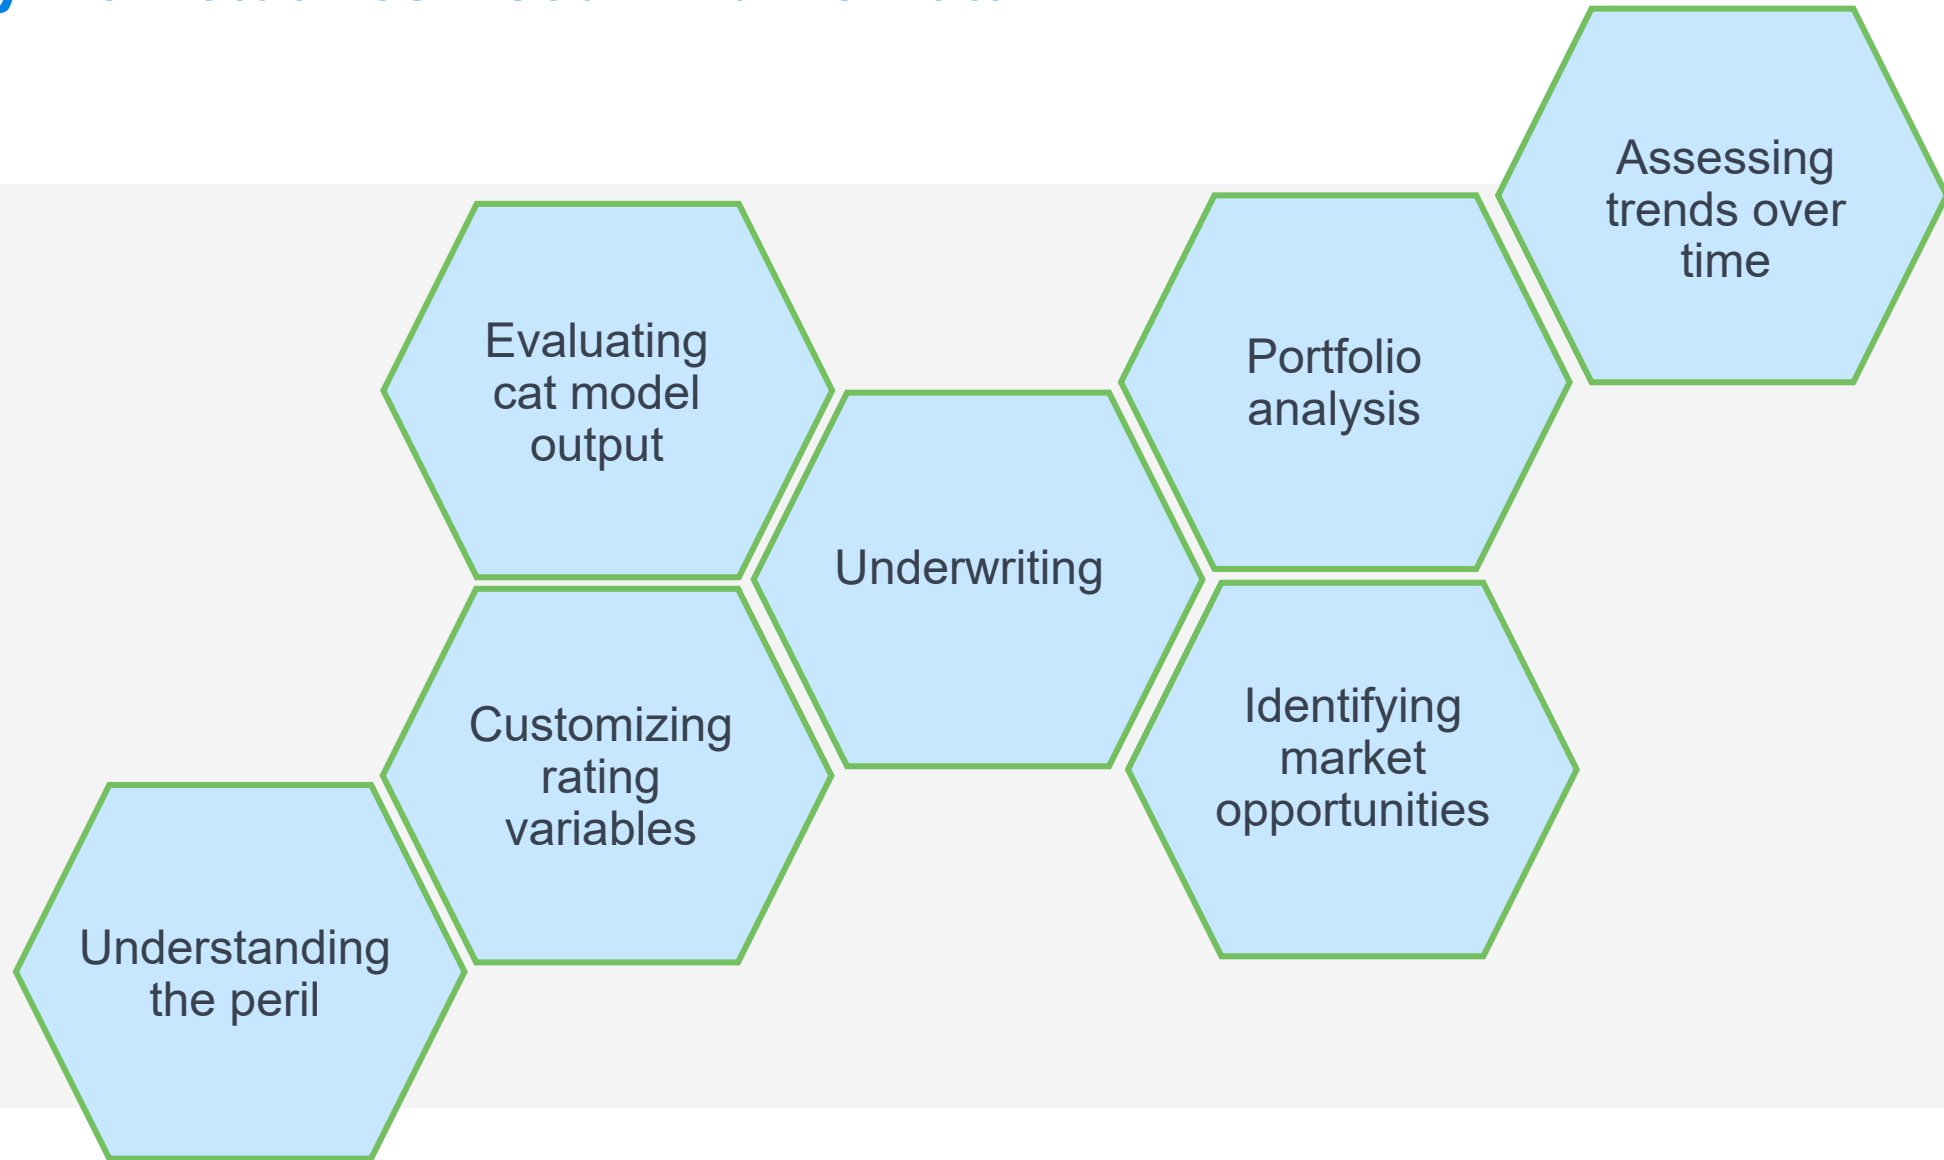 Evaluating
cat model
output
Customizing
rating
variables
Understanding
the peril
Underwriting
Portfolio
analysis
Identifying
market
opportunities
Assessing
trends over
time